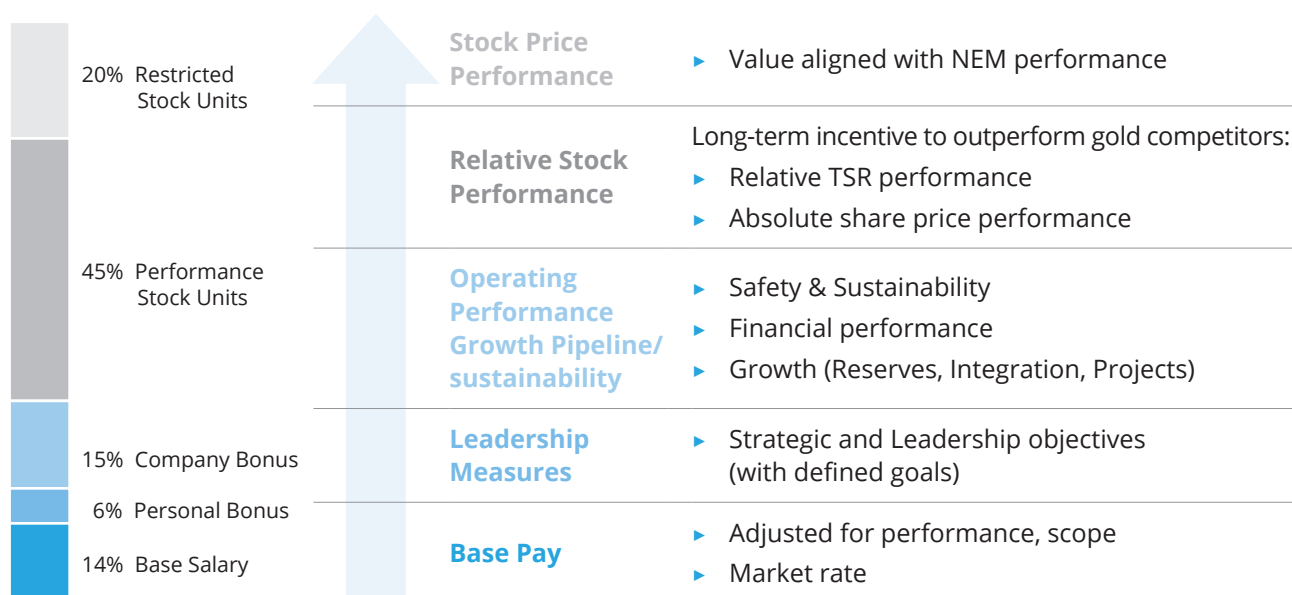 20% Restricted
Stock Units
Stock Price
Performance
► Value aligned with NEM performance
45% Performance
Stock Units
Relative Stock
Performance
Long-term incentive to outperform gold competitors:
► Relative TSR performance
► Absolute share price performance
Operating
Performance
Growth Pipeline/
sustainability
► Safety & Sustainability
► Financial performance
► Growth (Reserves, Integration, Projects)
15% Company Bonus
Leadership
Measures
► Strategic and Leadership objectives
(with defined goals)
6% Personal Bonus
14% Base Salary
Base Pay
► Adjusted for performance, scope
► Market rate